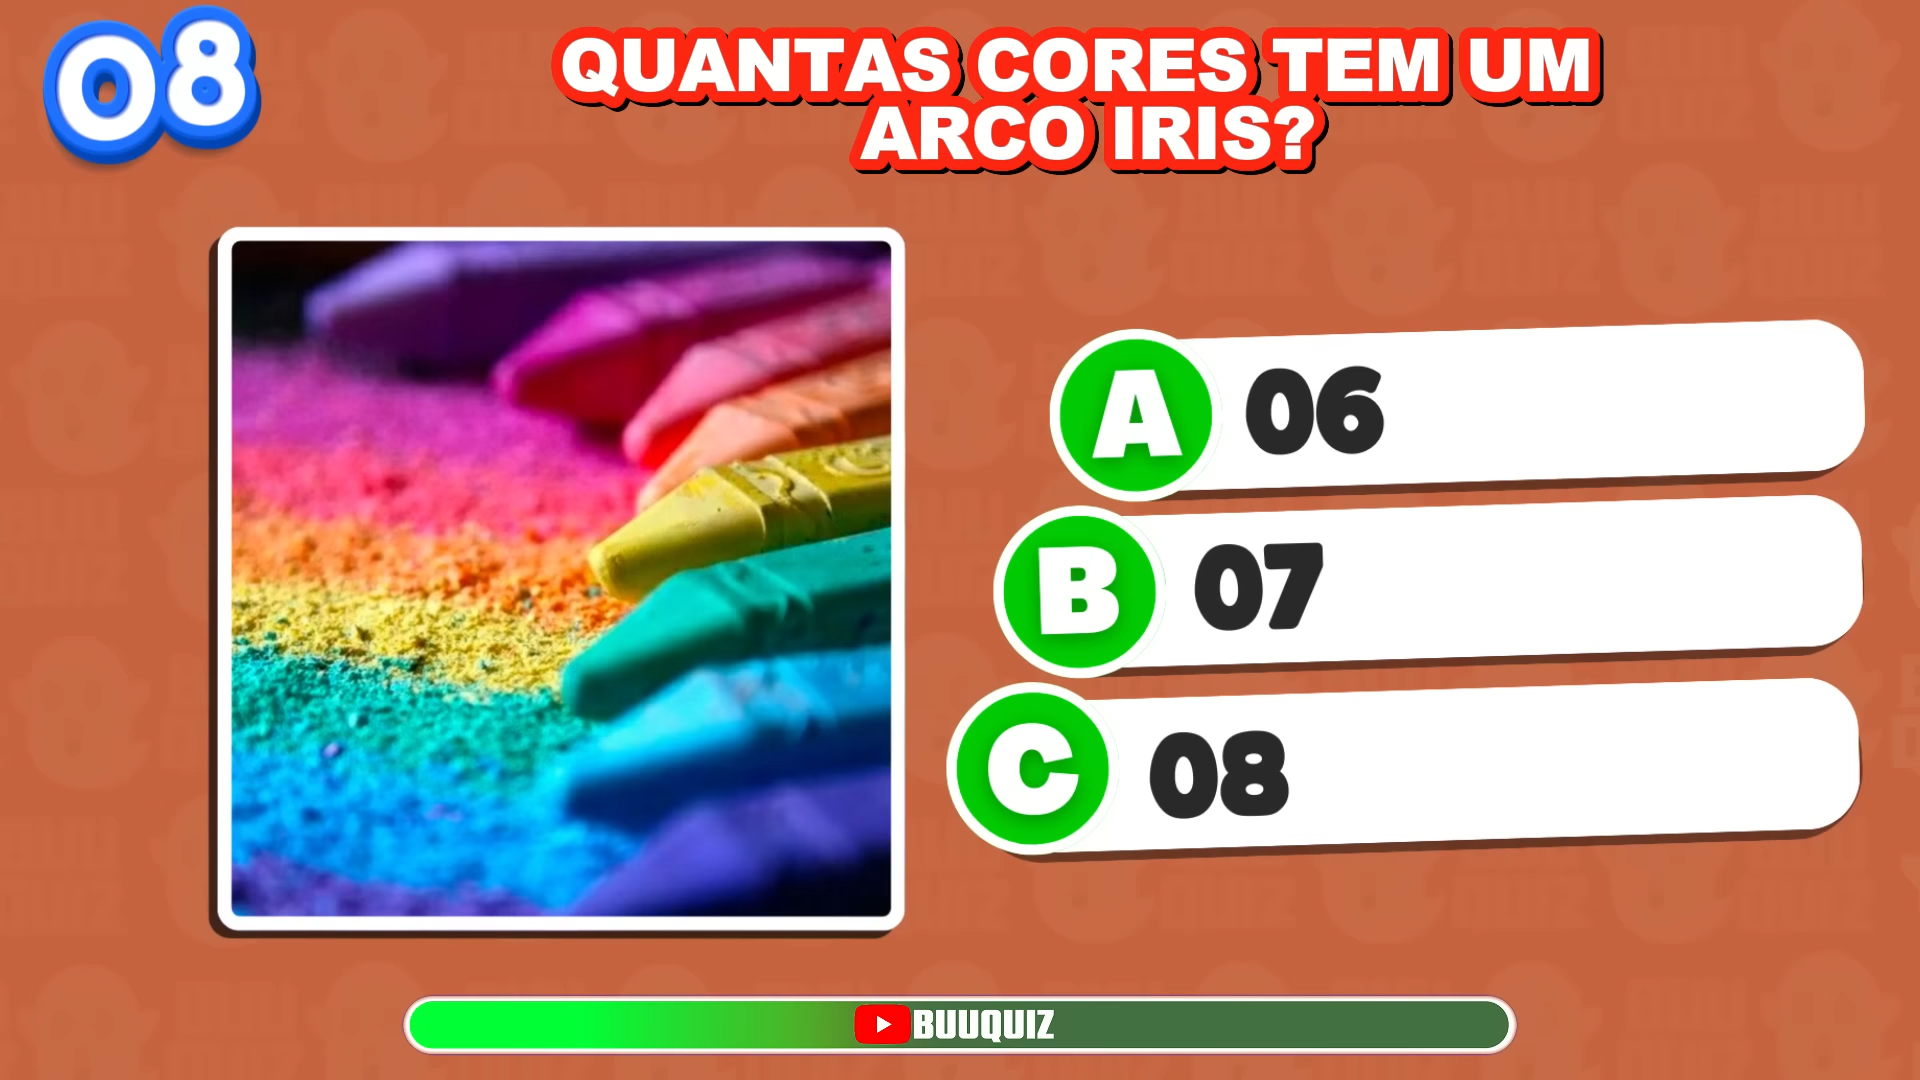 08
QUANTAS CORES TEM UM
ARCO IRIS?
A 06
B 07
C 08
BUUQUIZ